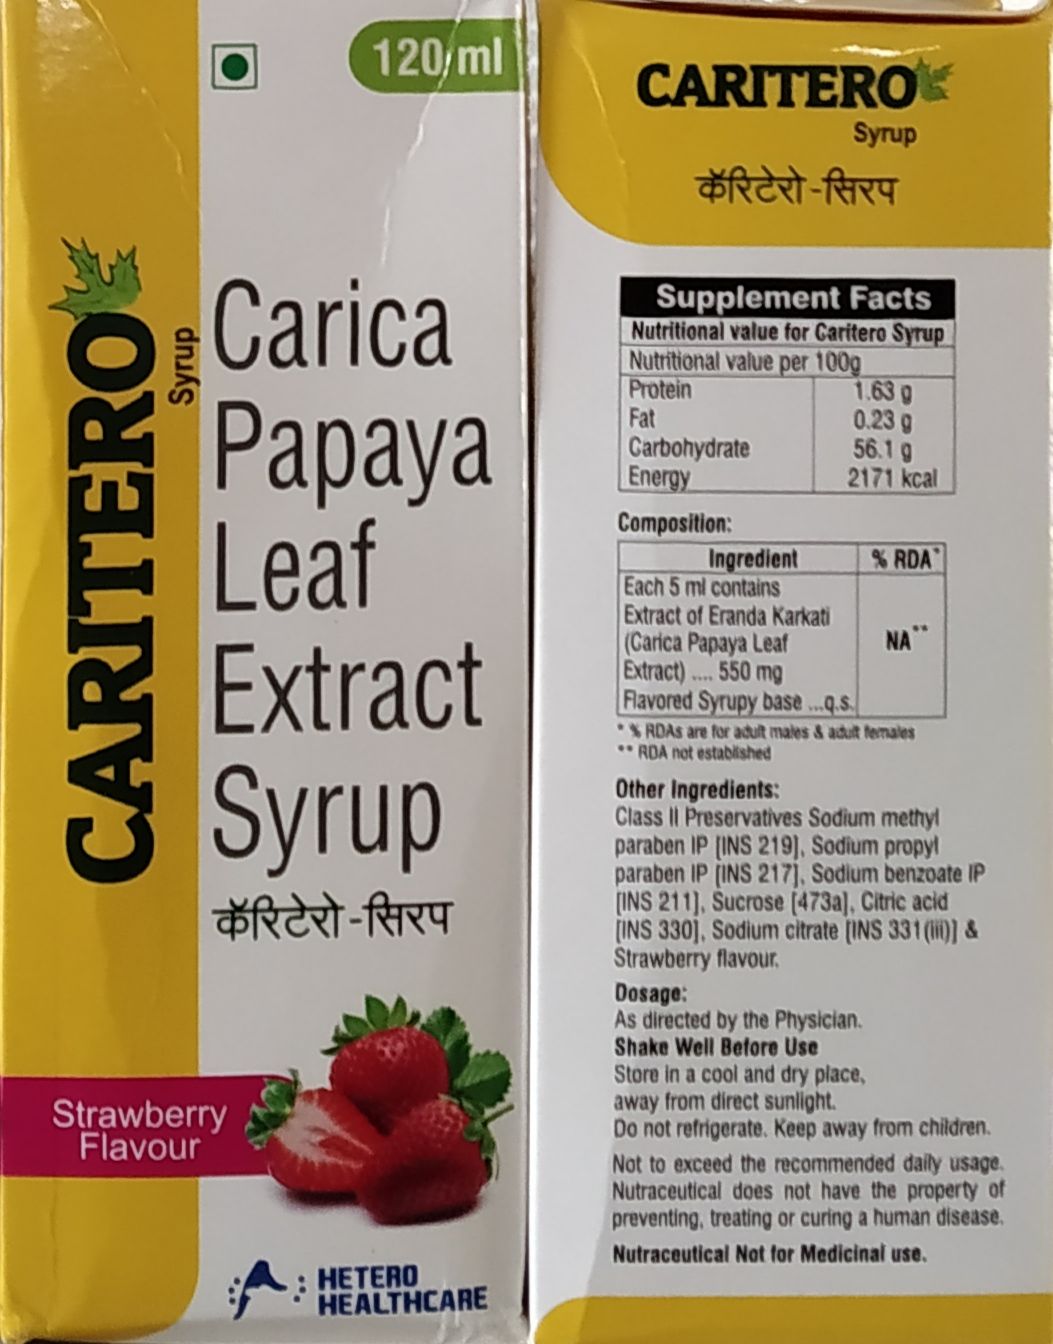 120 ml
CARITERO
Syrup
Carica
Papaya
Leaf
Extract
Syrup
कॅरिटेरो-सिरप
Strawberry
Flavour
HETERO
HEALTHCARE
CARITERO
Syrup
कॅरिटेरो-सिरप
Supplement Facts
Nutritional value for Caritero Syrup
Nutritional value per 100g
Protein 1.63 g
Fat 0.23 g
Carbohydrate 56.1 g
Energy 2171 kcal
Composition:
Ingredient % RDA*
Each 5 ml contains
Extract of Eranda Karkati
(Carica Papaya Leaf NA**
Extract) .... 550 mg
Flavored Syrupy base ...q.s.
* % RDAs are for adult males & adult females
** RDA not established
Other Ingredients:
Class II Preservatives Sodium methyl
paraben IP [INS 219], Sodium propyl
paraben IP [INS 217], Sodium benzoate IP
[INS 211], Sucrose [473a], Citric acid
[INS 330], Sodium citrate [INS 331(iii)] &
Strawberry flavour.
Dosage:
As directed by the Physician.
Shake Well Before Use
Store in a cool and dry place,
away from direct sunlight.
Do not refrigerate. Keep away from children.
Not to exceed the recommended daily usage.
Nutraceutical does not have the property of
preventing, treating or curing a human disease.
Nutraceutical Not for Medicinal use.